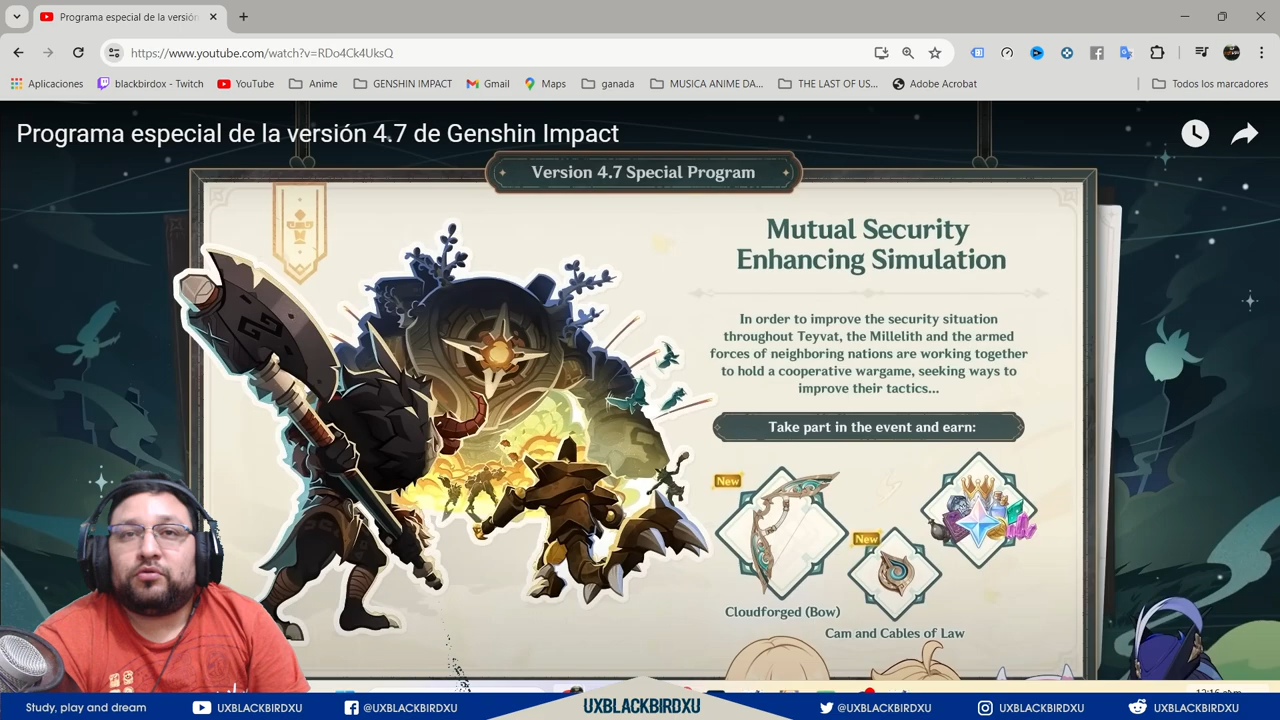 Programa especial de la versión
https://www.youtube.com/watch?v=RDo4Ck4UksQ
Aplicaciones
blackbirdox - Twitch
YouTube
Anime
GENSHIN IMPACT
Gmail
Maps
ganada
MUSICA ANIME DA...
THE LAST OF US...
Adobe Acrobat
Todos los marcadores
Programa especial de la versión 4.7 de Genshin Impact
Version 4.7 Special Program
Mutual Security
Enhancing Simulation
In order to improve the security situation
throughout Teyvat, the Millelith and the armed
forces of neighboring nations are working together
to hold a cooperative wargame, seeking ways to
improve their tactics...
Take part in the event and earn:
New
New
Cloudforged (Bow)
Cam and Cables of Law
Study, play and dream
UXBLACKBIRDXU
@UXBLACKBIRDXU
UXBLACKBIRDXU
@UXBLACKBIRDXU
UXBLACKBIRDXU
UXBLACKBIRDXU